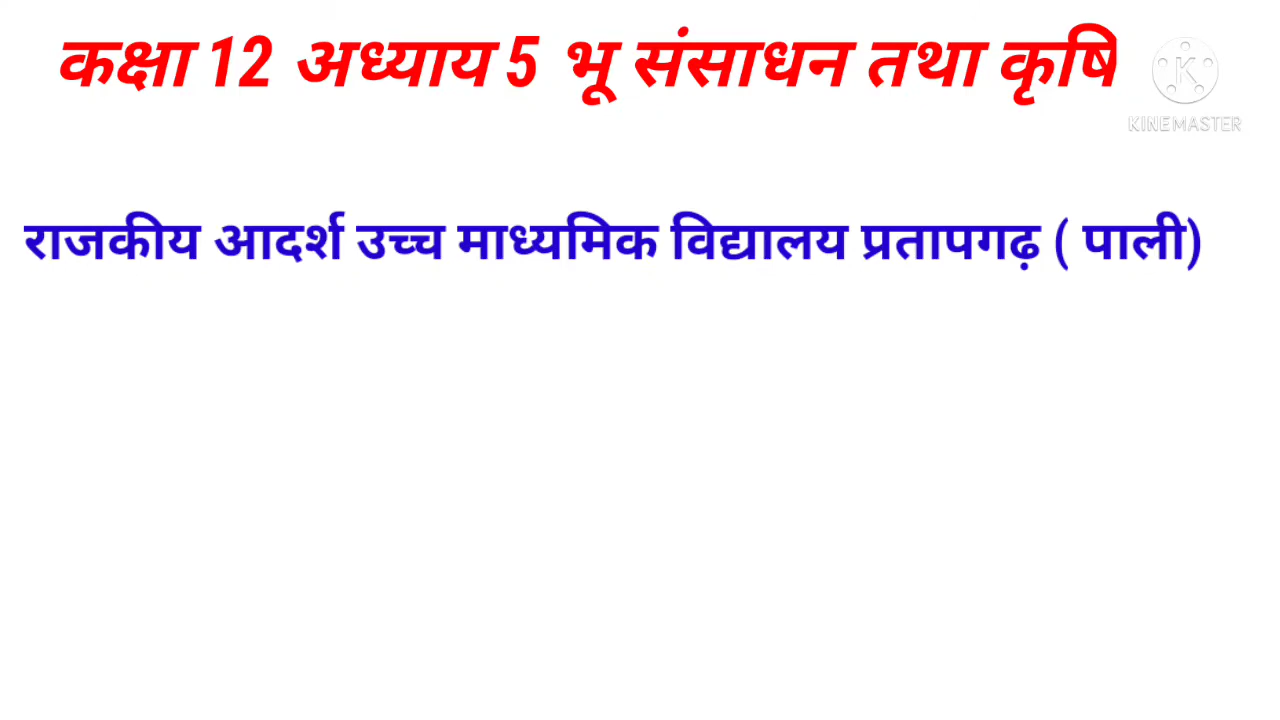 कक्षा 12 अध्याय 5 भू संसाधन तथा कृषि
KINEMASTER
राजकीय आदर्श उच्च माध्यमिक विद्यालय प्रतापगढ़ ( पाली)